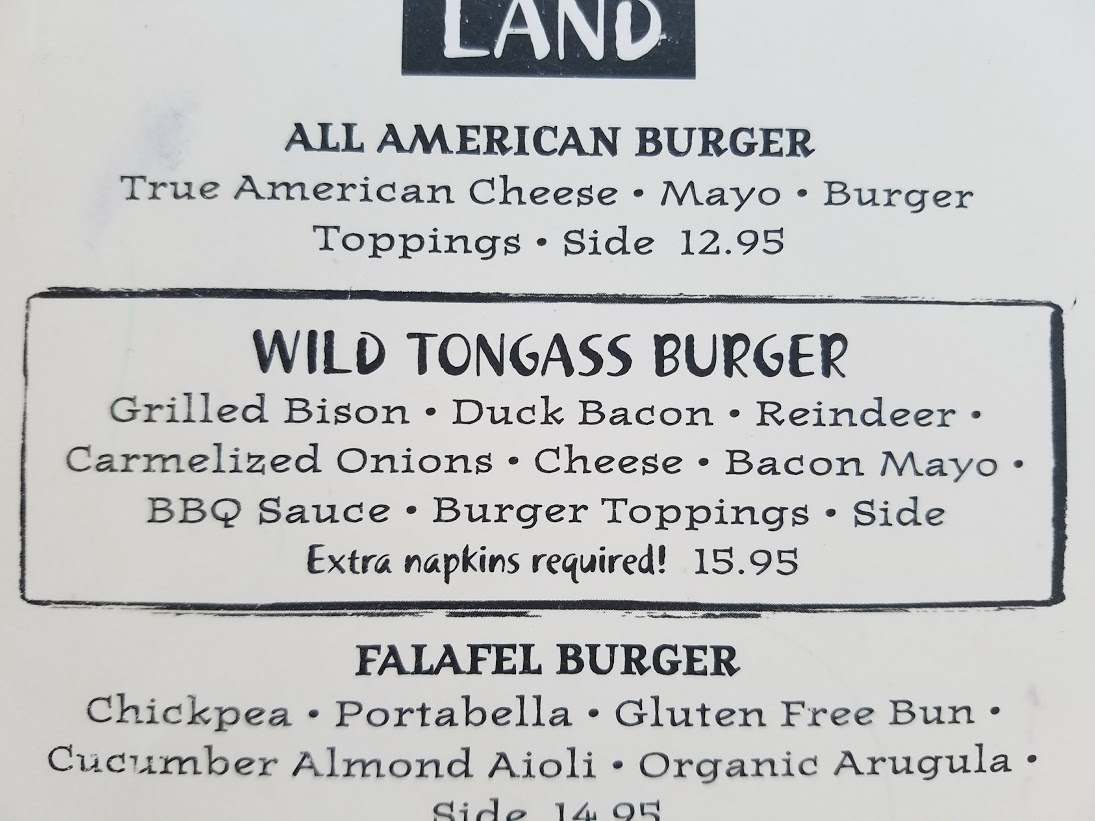 LAND
ALL AMERICAN BURGER
True American Cheese • Mayo • Burger
Toppings • Side 12.95
WILD TONGASS BURGER
Grilled Bison • Duck Bacon • Reindeer •
Carmelized Onions • Cheese • Bacon Mayo •
BBQ Sauce • Burger Toppings • Side
Extra napkins required! 15.95
FALAFEL BURGER
Chickpea • Portabella • Gluten Free Bun •
Cucumber Almond Aioli • Organic Arugula •
Side 14.95